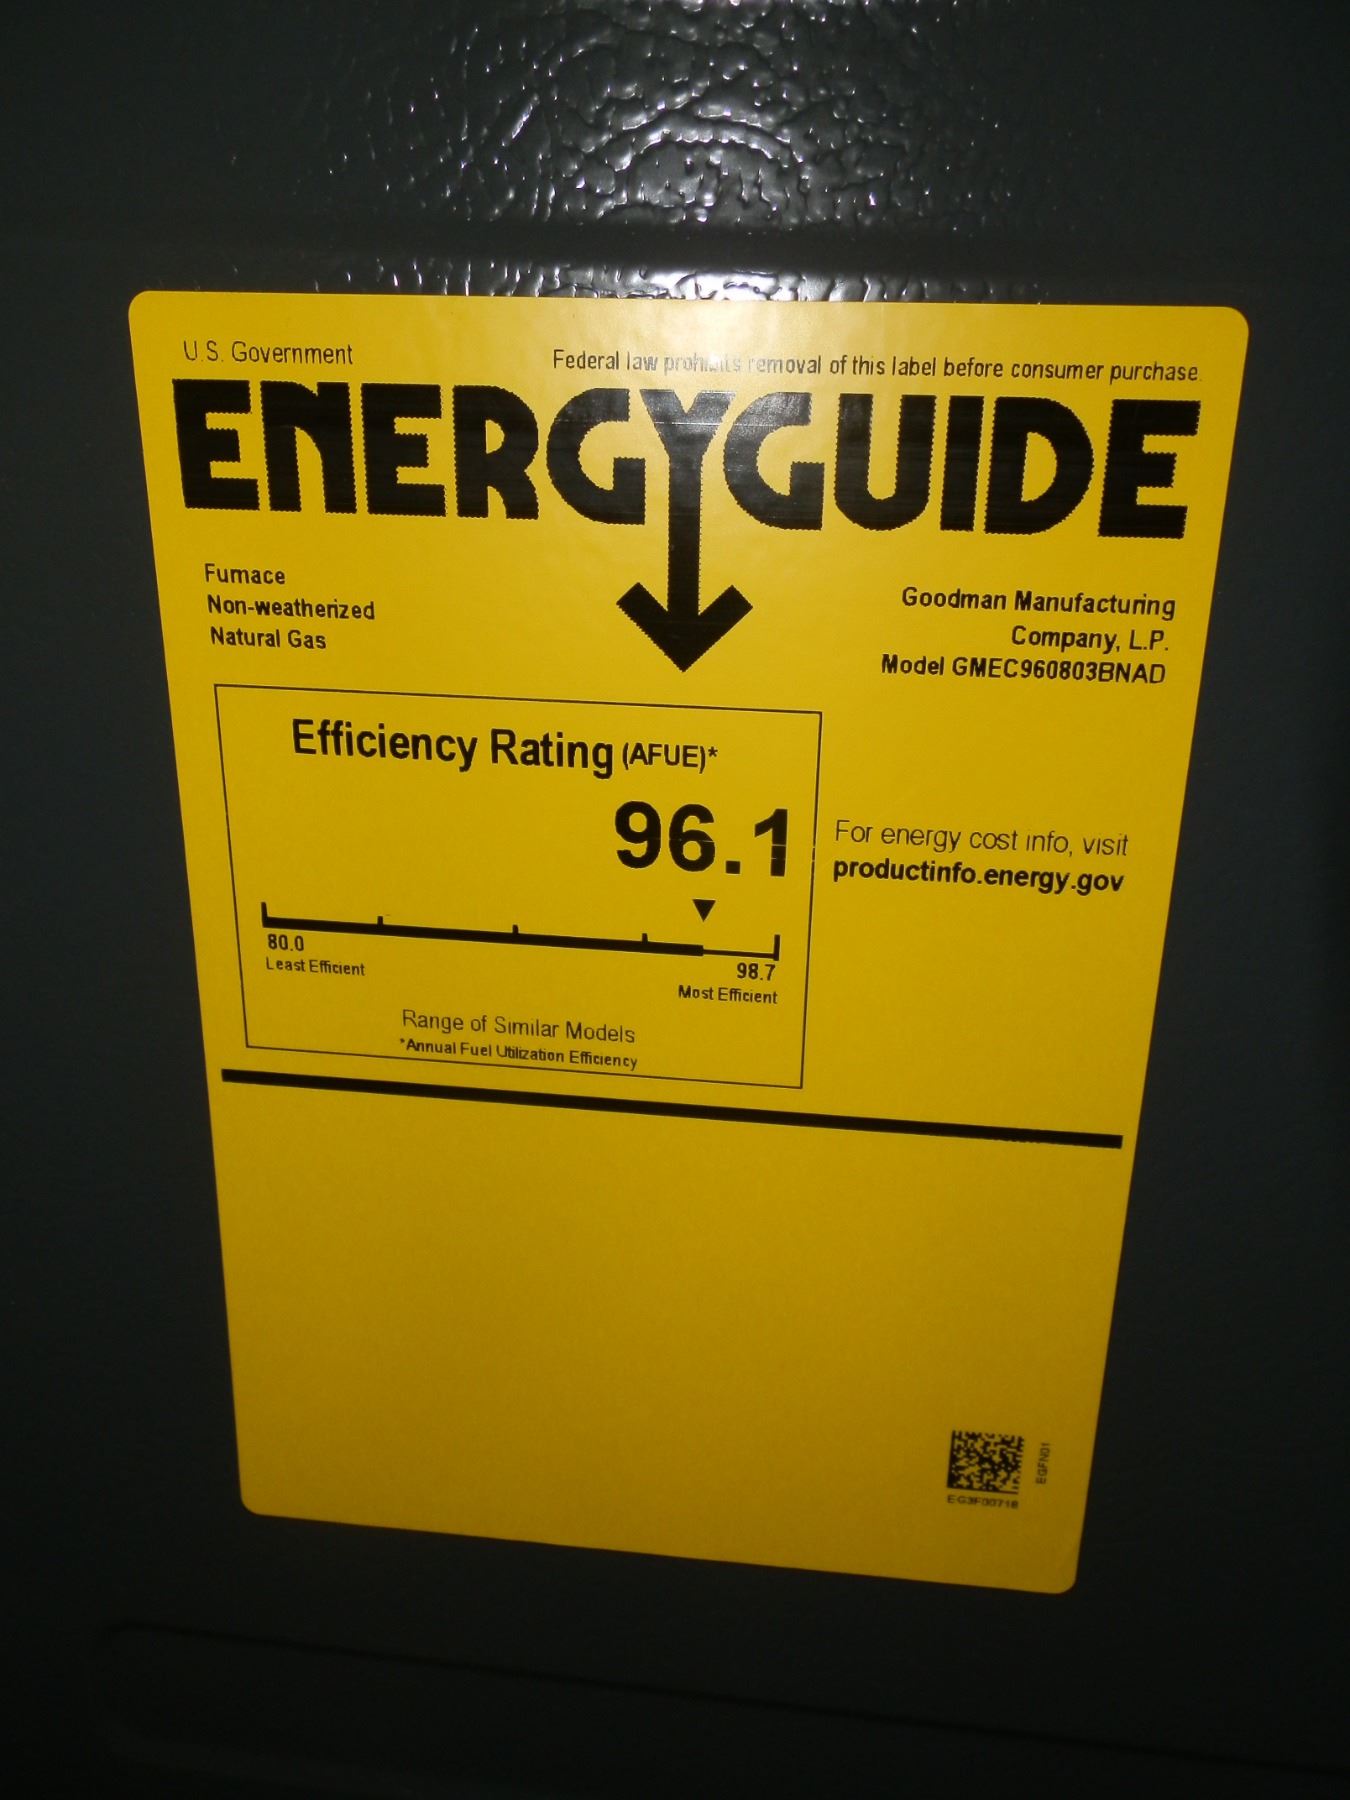 U.S. Government
Federal law prohibits removal of this label before consumer purchase.
ENERGYGUIDE
Furnace
Non-weatherized
Natural Gas
Goodman Manufacturing
Company, L.P.
Model GMEC960803BNAD
Efficiency Rating (AFUE)*
96.1
80.0
Least Efficient
98.7
Most Efficient
Range of Similar Models
*Annual Fuel Utilization Efficiency
For energy cost info, visit
productinfo.energy.gov
EGFN01
EG3F00718